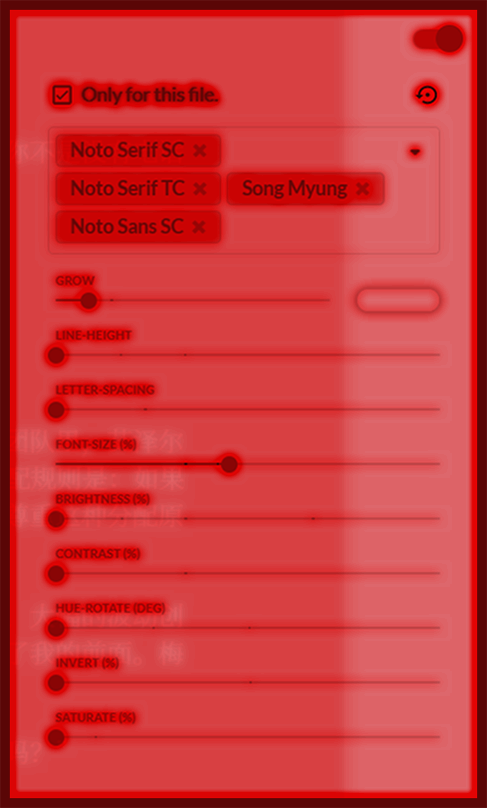 Only for this file.
Noto Serif SC ×
Noto Serif TC × Song Myung ×
Noto Sans SC ×
GROW
LINE-HEIGHT
LETTER-SPACING
FONT-SIZE (%)
BRIGHTNESS (%)
CONTRAST (%)
HUE-ROTATE (DEG)
INVERT (%)
SATURATE (%)